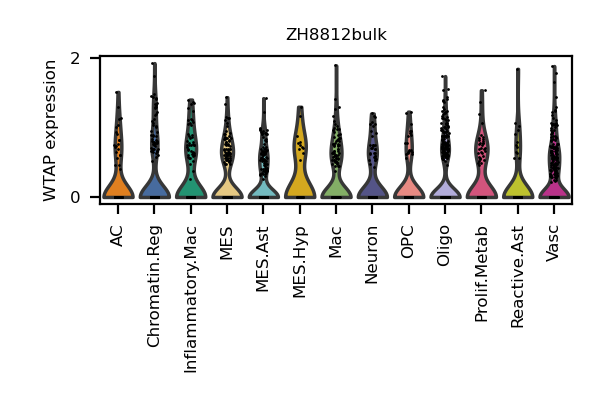 ZH8812bulk
WTAP expression
2
0
AC
Chromatin.Reg
Inflammatory.Mac
MES
MES.Ast
MES.Hyp
Mac
Neuron
OPC
Oligo
Prolif.Metab
Reactive.Ast
Vasc